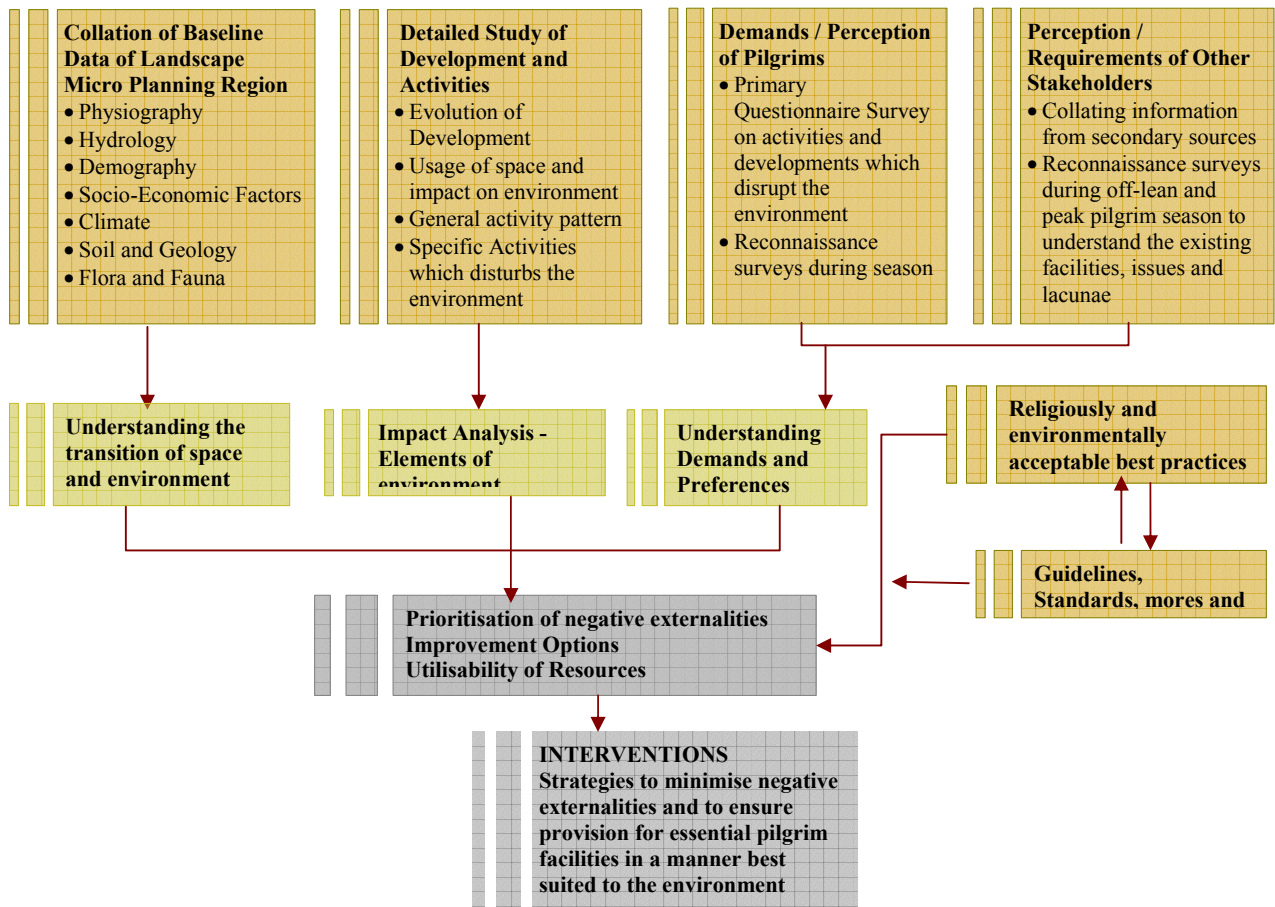 Collation of Baseline
Data of Landscape
Micro Planning Region
• Physiography
• Hydrology
• Demography
• Socio-Economic Factors
• Climate
• Soil and Geology
• Flora and Fauna
Detailed Study of
Development and
Activities
• Evolution of
Development
• Usage of space and
impact on environment
• General activity pattern
• Specific Activities
which disturbs the
environment
Demands / Perception
of Pilgrims
• Primary
Questionnaire Survey
on activities and
developments which
disrupt the
environment
• Reconnaissance
surveys during season
Perception /
Requirements of Other
Stakeholders
• Collating information
from secondary sources
• Reconnaissance surveys
during off-lean and
peak pilgrim season to
understand the existing
facilities, issues and
lacunae
Understanding the
transition of space
and environment
Impact Analysis -
Elements of
environment
Understanding
Demands and
Preferences
Religiously and
environmentally
acceptable best practices
Guidelines,
Standards, mores and
Prioritisation of negative externalities
Improvement Options
Utilisability of Resources
INTERVENTIONS
Strategies to minimise negative
externalities and to ensure
provision for essential pilgrim
facilities in a manner best
suited to the environment